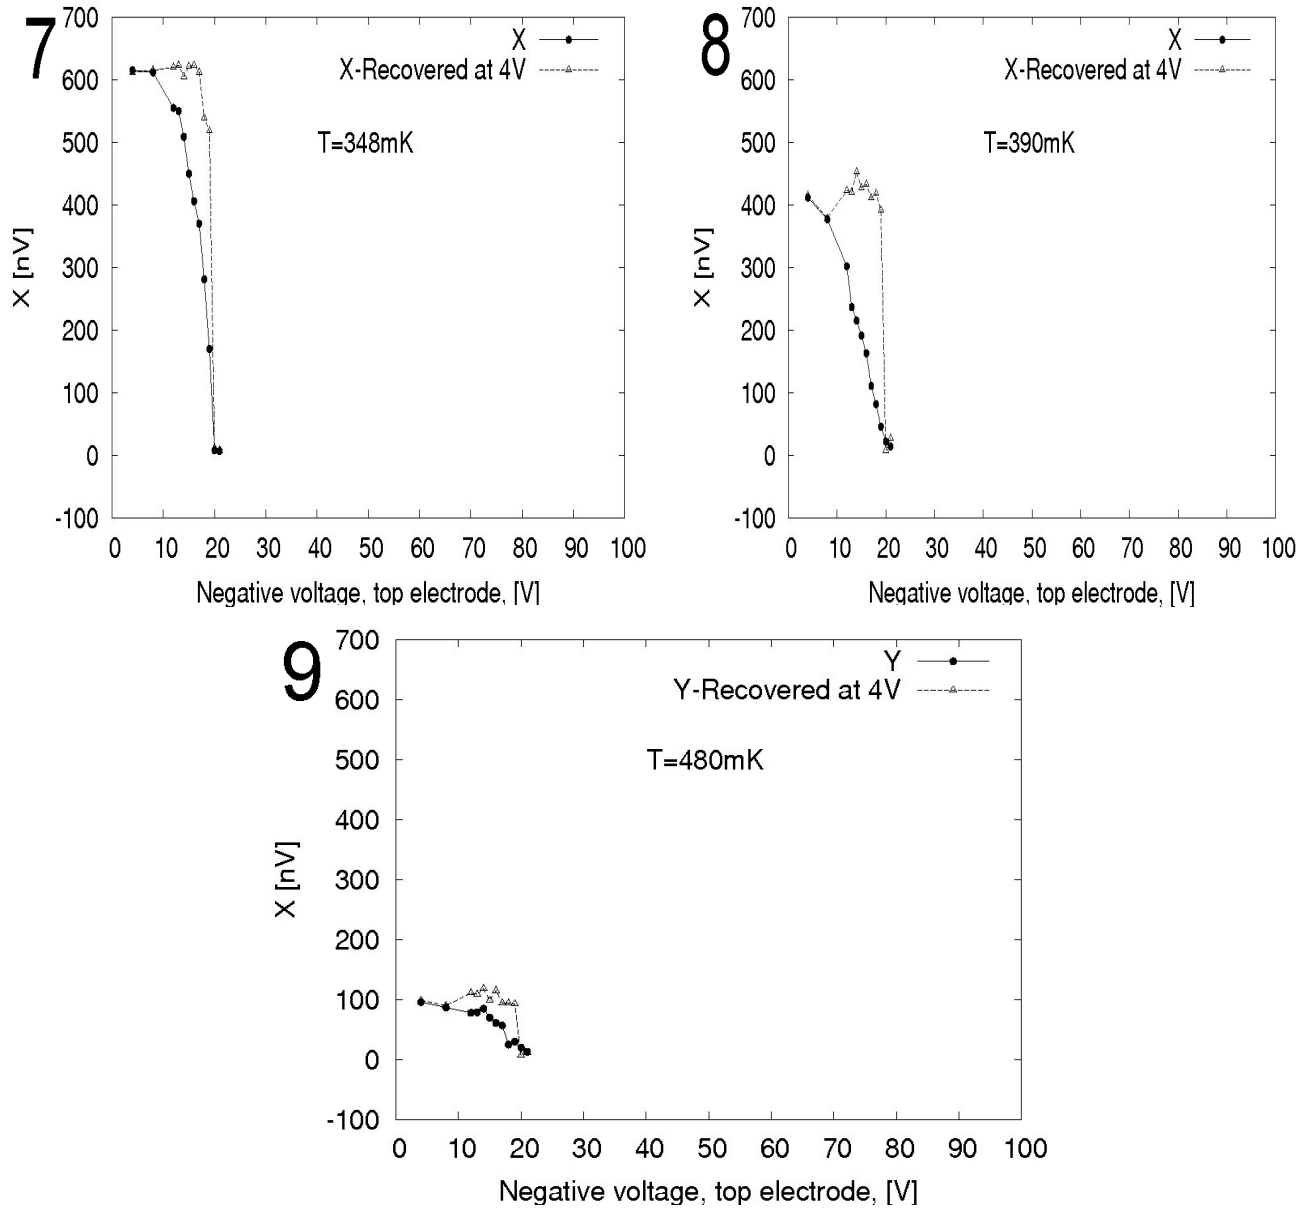 7
700
600
500
400
300
200
100
0
-100
X [nV]
X
X-Recovered at 4V
T=348mK
0 10 20 30 40 50 60 70 80 90 100
Negative voltage, top electrode, [V]
8
700
600
500
400
300
200
100
0
-100
X [nV]
X
X-Recovered at 4V
T=390mK
0 10 20 30 40 50 60 70 80 90 100
Negative voltage, top electrode, [V]
9
700
600
500
400
300
200
100
0
-100
X [nV]
Y
Y-Recovered at 4V
T=480mK
0 10 20 30 40 50 60 70 80 90 100
Negative voltage, top electrode, [V]